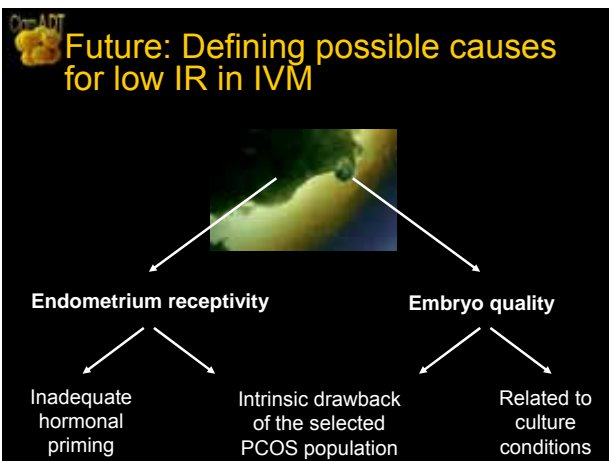 Future: Defining possible causes
for low IR in IVM
Endometrium receptivity
Embryo quality
Inadequate
hormonal
priming
Intrinsic drawback
of the selected
PCOS population
Related to
culture
conditions